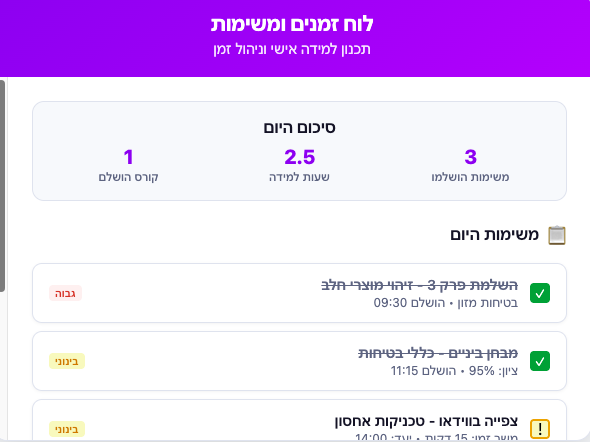 לוח זמנים ומשימות
תכנון למידה אישי וניהול זמן
סיכום היום
3
משימות הושלמו
2.5
שעות למידה
1
קורס הושלם
📋 משימות היום
השלמת פרק 3 - זיהוי מוצרי חלב
בטיחות מזון • הושלם 09:30
גבוה
מבחן ביניים - כללי בטיחות
ציון: 95% • הושלם 11:15
בינוני
צפייה בווידאו - טכניקות אחסון
משך זמן: 15 דקות • יעד: 14:00
בינוני